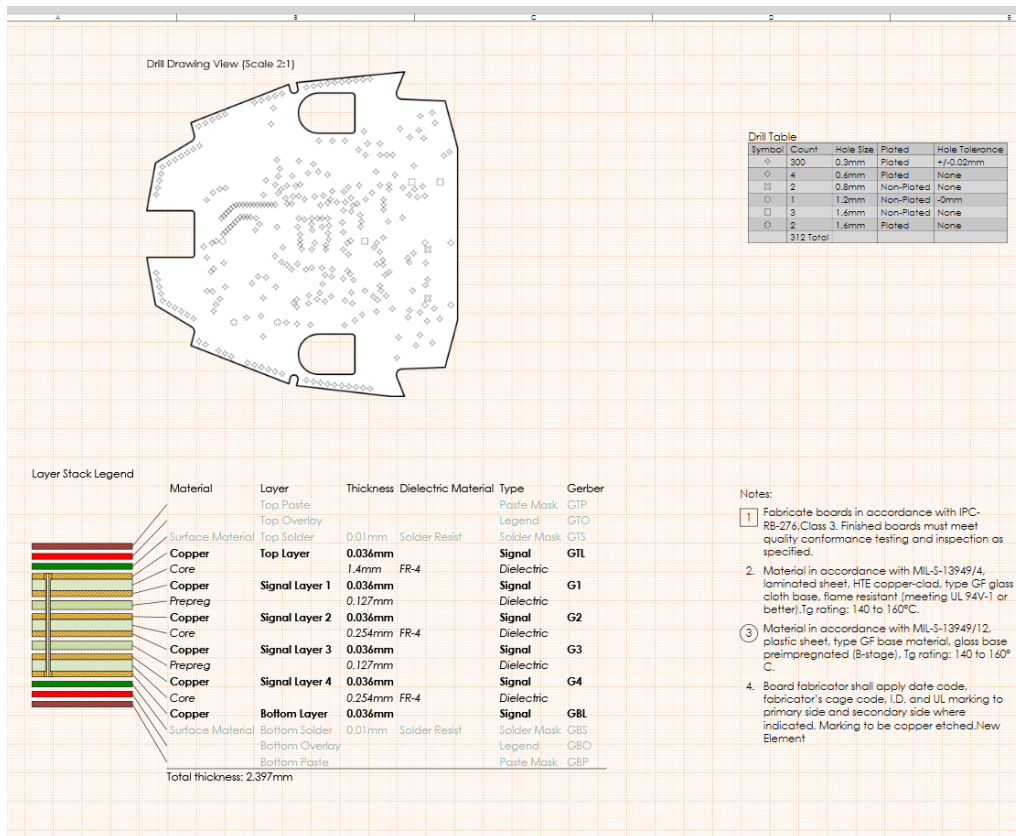 A B C D E
Drill Drawing View (Scale 2:1)
Drill Table
Symbol Count Hole Size Plated Hole Tolerance
300 0.3mm Plated +/-0.02mm
4 0.6mm Plated None
2 0.8mm Non-Plated None
1 1.2mm Non-Plated -0mm
3 1.6mm Non-Plated None
2 1.6mm Plated None
312 Total
Layer Stack Legend
Material Layer Thickness Dielectric Material Type Gerber
Top Paste Paste Mask GTP
Top Overlay Legend GTO
Surface Material Top Solder 0.01mm Solder Resist Solder Mask GTS
Copper Top Layer 0.036mm Signal GTL
Core 1.4mm FR-4 Dielectric
Copper Signal Layer 1 0.036mm Signal G1
Prepreg 0.127mm Dielectric
Copper Signal Layer 2 0.036mm Signal G2
Core 0.254mm FR-4 Dielectric
Copper Signal Layer 3 0.036mm Signal G3
Prepreg 0.127mm Dielectric
Copper Signal Layer 4 0.036mm Signal G4
Core 0.254mm FR-4 Dielectric
Copper Bottom Layer 0.036mm Signal GBL
Surface Material Bottom Solder 0.01mm Solder Resist Solder Mask GBS
Bottom Overlay Legend GBO
Bottom Paste Paste Mask GBP
Total thickness: 2.397mm
Notes:
1 Fabricate boards in accordance with IPC-
RB-276,Class 3. Finished boards must meet
quality conformance testing and inspection as
specified.
2. Material in accordance with MIL-S-13949/4,
laminated sheet, HTE copper-clad, type GF glass
cloth base, flame resistant (meeting UL 94V-1 or
better).Tg rating: 140 to 160ºC.
3 Material in accordance with MIL-S-13949/12,
plastic sheet, type GF base material, glass base
preimpregnated (B-stage), Tg rating: 140 to 160º
C.
4. Board fabricator shall apply date code,
fabricator's cage code, I.D. and UL marking to
primary side and secondary side where
indicated. Marking to be copper etched.New
Element